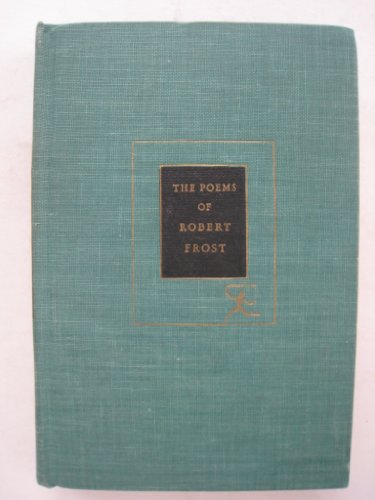 THE POEMS
OF
ROBERT
FROST